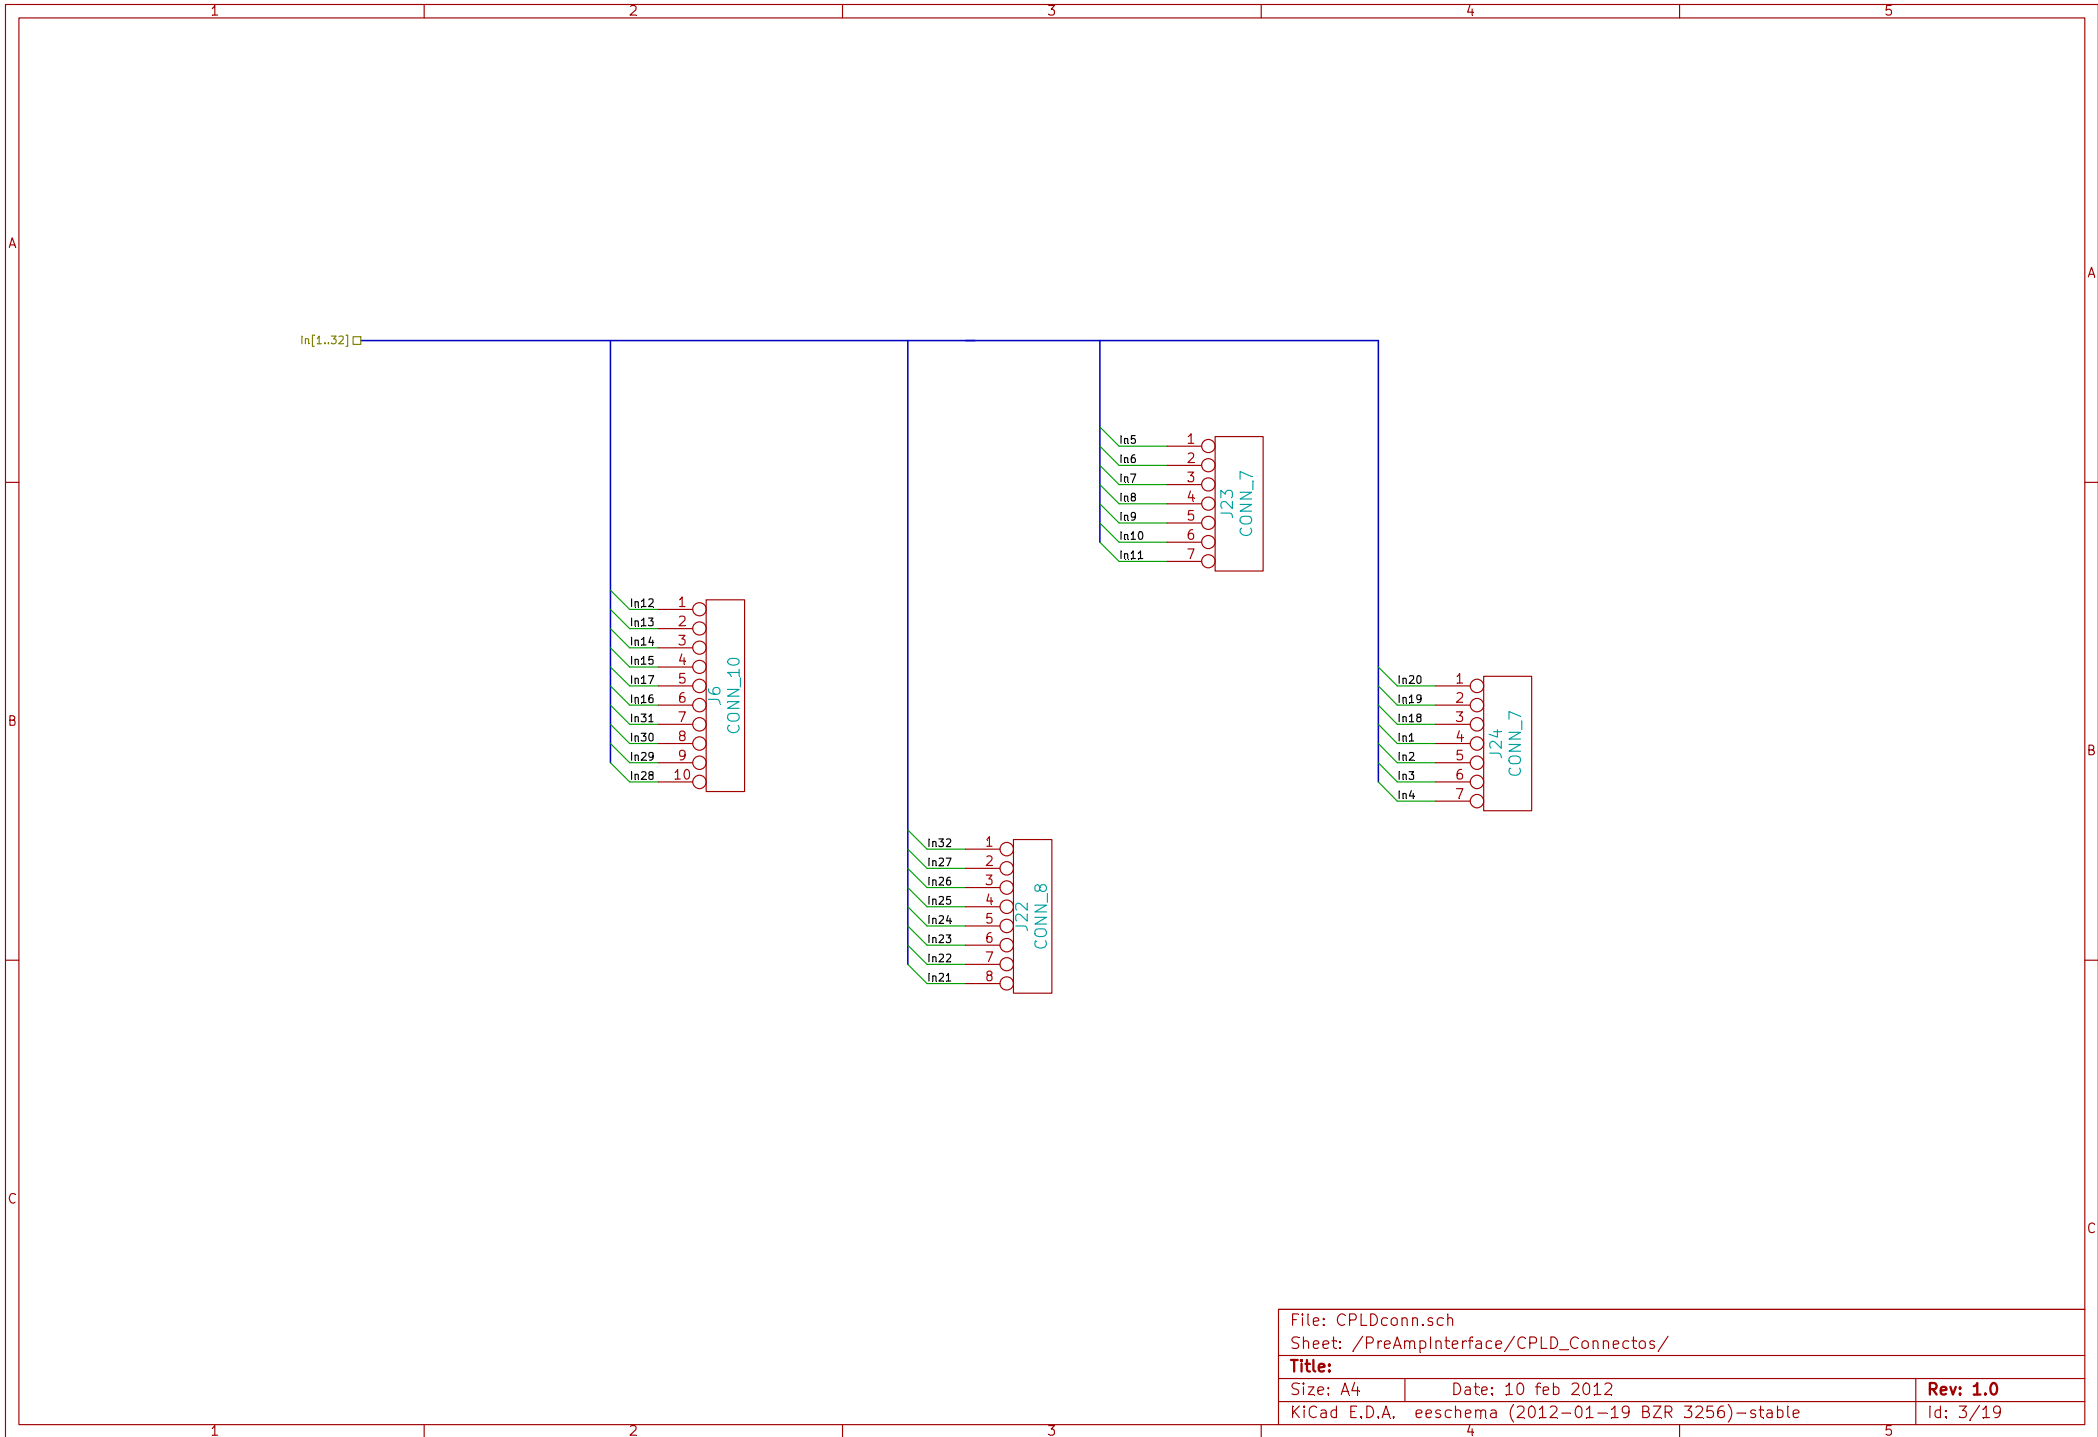 1 2 3 4 5
A
A
In[1..32]
In5 1
In6 2
In7 3
In8 4
In9 5
In10 6
In11 7
J23
CONN_7
In12 1
In13 2
In14 3
In15 4
In17 5
In16 6
In31 7
In30 8
In29 9
In28 10
J6
CONN_10
In20 1
In19 2
In18 3
In1 4
In2 5
In3 6
In4 7
J24
CONN_7
B
B
In32 1
In27 2
In26 3
In25 4
In24 5
In23 6
In22 7
In21 8
J22
CONN_8
C
C
File: CPLDconn.sch
Sheet: /PreAmpInterface/CPLD_Connectos/
Title:
Size: A4 Date: 10 feb 2012 Rev: 1.0
KiCad E.D.A. eeschema (2012-01-19 BZR 3256)-stable Id: 3/19
1 2 3 4 5